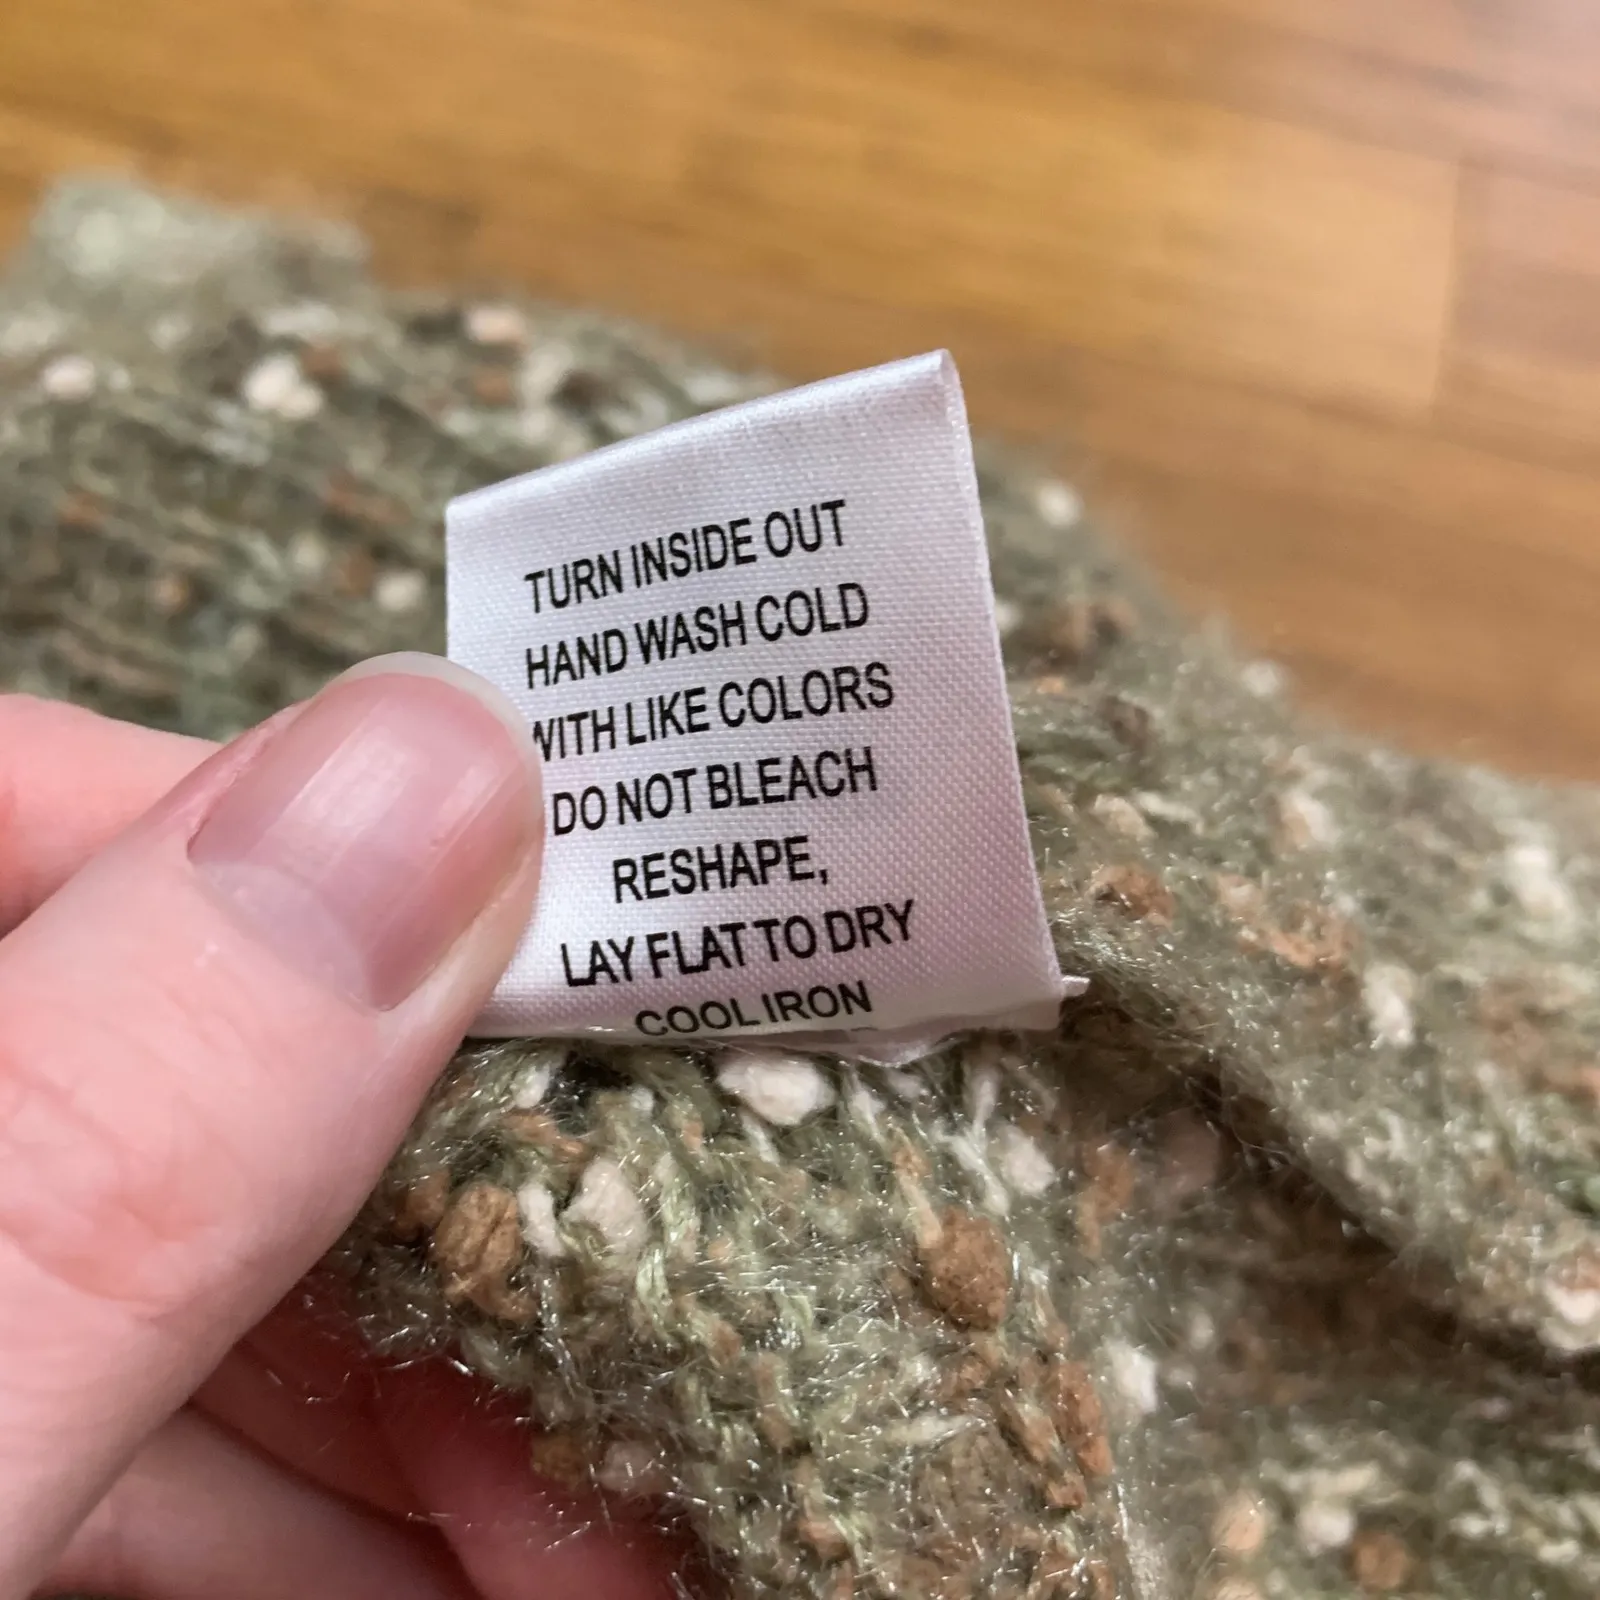 TURN INSIDE OUT
HAND WASH COLD
WITH LIKE COLORS
DO NOT BLEACH
RESHAPE,
LAY FLAT TO DRY
COOL IRON